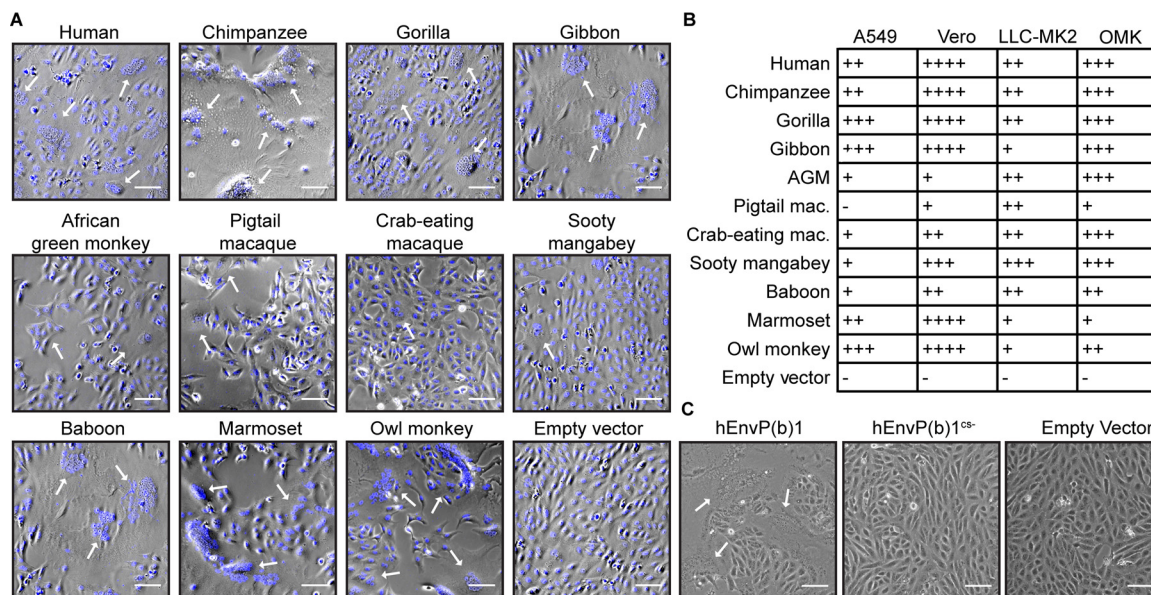 A
Human Chimpanzee Gorilla Gibbon
African green monkey Pigtail macaque Crab-eating macaque Sooty mangabey
Baboon Marmoset Owl monkey Empty vector
B
A549 Vero LLC-MK2 OMK
Human ++ ++++ ++ +++
Chimpanzee ++ ++++ ++ +++
Gorilla +++ ++++ ++ +++
Gibbon +++ ++++ + +++
AGM + + ++ +++
Pigtail mac. - + ++ +
Crab-eating mac. + ++ ++ +++
Sooty mangabey + +++ +++ +++
Baboon + ++ ++ ++
Marmoset ++ ++++ + +
Owl monkey +++ ++++ + ++
Empty vector - - - -
C
hEnvP(b)1 hEnvP(b)1cs- Empty Vector